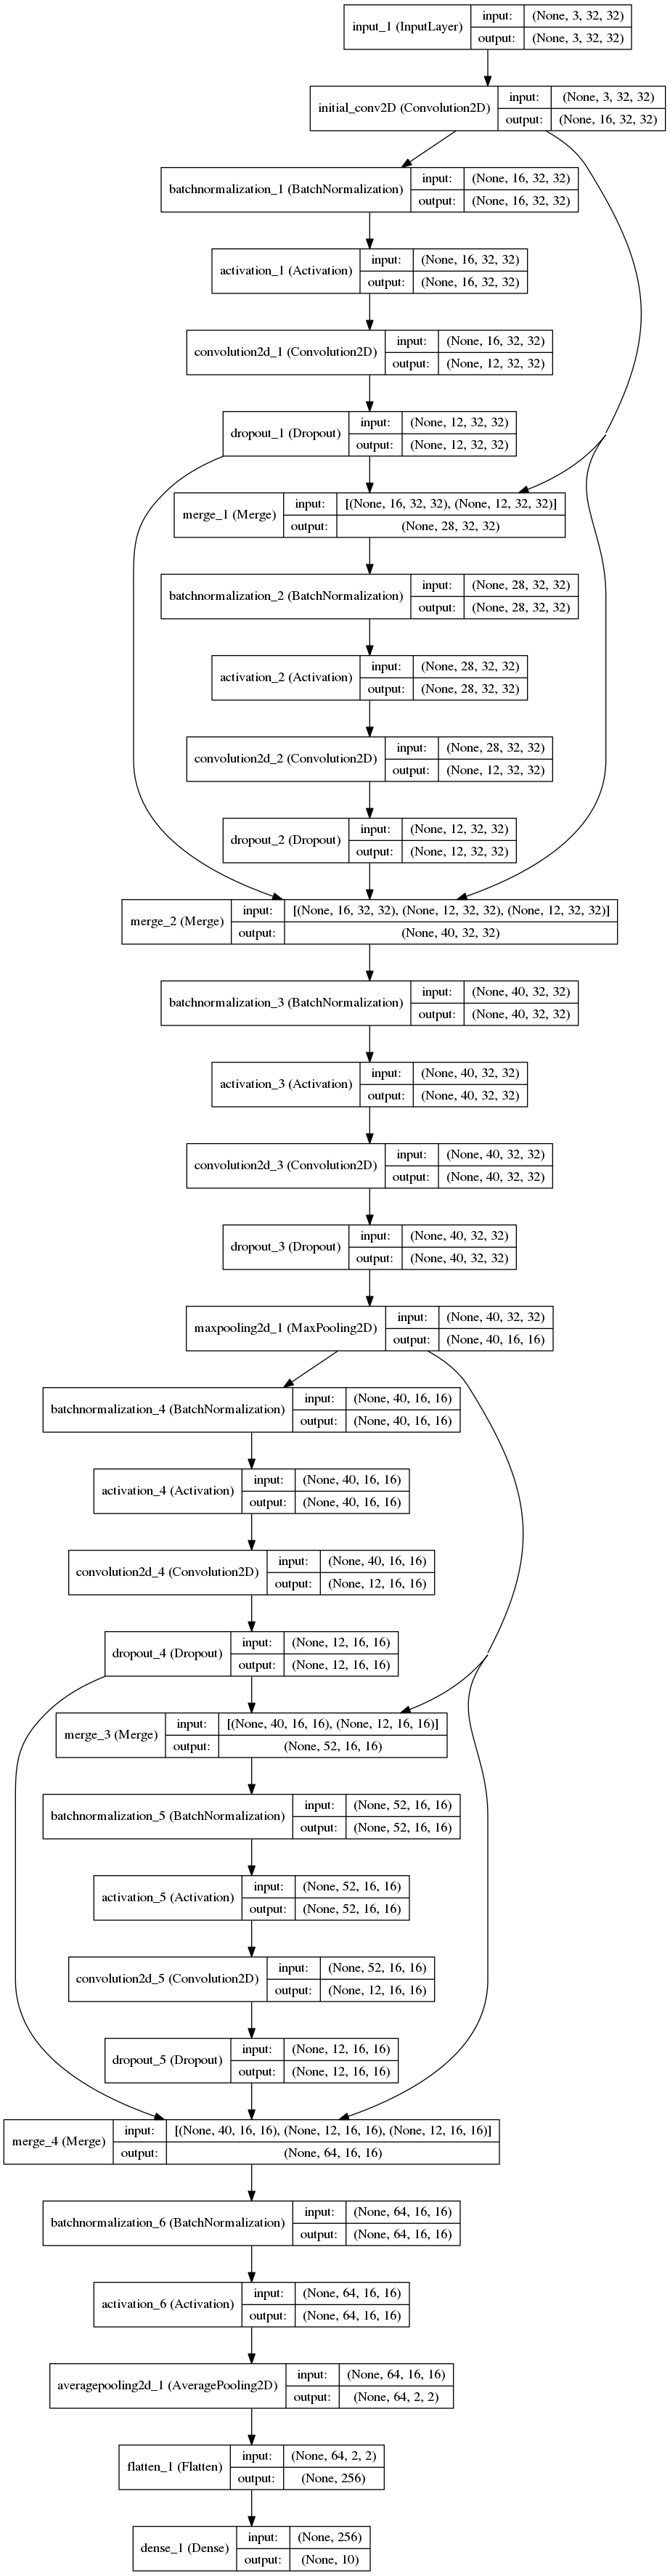 input_1 (InputLayer)
input: (None, 3, 32, 32)
output: (None, 3, 32, 32)
initial_conv2D (Convolution2D)
input: (None, 3, 32, 32)
output: (None, 16, 32, 32)
batchnormalization_1 (BatchNormalization)
input: (None, 16, 32, 32)
output: (None, 16, 32, 32)
activation_1 (Activation)
input: (None, 16, 32, 32)
output: (None, 16, 32, 32)
convolution2d_1 (Convolution2D)
input: (None, 16, 32, 32)
output: (None, 12, 32, 32)
dropout_1 (Dropout)
input: (None, 12, 32, 32)
output: (None, 12, 32, 32)
merge_1 (Merge)
input: [(None, 16, 32, 32), (None, 12, 32, 32)]
output: (None, 28, 32, 32)
batchnormalization_2 (BatchNormalization)
input: (None, 28, 32, 32)
output: (None, 28, 32, 32)
activation_2 (Activation)
input: (None, 28, 32, 32)
output: (None, 28, 32, 32)
convolution2d_2 (Convolution2D)
input: (None, 28, 32, 32)
output: (None, 12, 32, 32)
dropout_2 (Dropout)
input: (None, 12, 32, 32)
output: (None, 12, 32, 32)
merge_2 (Merge)
input: [(None, 16, 32, 32), (None, 12, 32, 32), (None, 12, 32, 32)]
output: (None, 40, 32, 32)
batchnormalization_3 (BatchNormalization)
input: (None, 40, 32, 32)
output: (None, 40, 32, 32)
activation_3 (Activation)
input: (None, 40, 32, 32)
output: (None, 40, 32, 32)
convolution2d_3 (Convolution2D)
input: (None, 40, 32, 32)
output: (None, 40, 32, 32)
dropout_3 (Dropout)
input: (None, 40, 32, 32)
output: (None, 40, 32, 32)
maxpooling2d_1 (MaxPooling2D)
input: (None, 40, 32, 32)
output: (None, 40, 16, 16)
batchnormalization_4 (BatchNormalization)
input: (None, 40, 16, 16)
output: (None, 40, 16, 16)
activation_4 (Activation)
input: (None, 40, 16, 16)
output: (None, 40, 16, 16)
convolution2d_4 (Convolution2D)
input: (None, 40, 16, 16)
output: (None, 12, 16, 16)
dropout_4 (Dropout)
input: (None, 12, 16, 16)
output: (None, 12, 16, 16)
merge_3 (Merge)
input: [(None, 40, 16, 16), (None, 12, 16, 16)]
output: (None, 52, 16, 16)
batchnormalization_5 (BatchNormalization)
input: (None, 52, 16, 16)
output: (None, 52, 16, 16)
activation_5 (Activation)
input: (None, 52, 16, 16)
output: (None, 52, 16, 16)
convolution2d_5 (Convolution2D)
input: (None, 52, 16, 16)
output: (None, 12, 16, 16)
dropout_5 (Dropout)
input: (None, 12, 16, 16)
output: (None, 12, 16, 16)
merge_4 (Merge)
input: [(None, 40, 16, 16), (None, 12, 16, 16), (None, 12, 16, 16)]
output: (None, 64, 16, 16)
batchnormalization_6 (BatchNormalization)
input: (None, 64, 16, 16)
output: (None, 64, 16, 16)
activation_6 (Activation)
input: (None, 64, 16, 16)
output: (None, 64, 16, 16)
averagepooling2d_1 (AveragePooling2D)
input: (None, 64, 16, 16)
output: (None, 64, 2, 2)
flatten_1 (Flatten)
input: (None, 64, 2, 2)
output: (None, 256)
dense_1 (Dense)
input: (None, 256)
output: (None, 10)